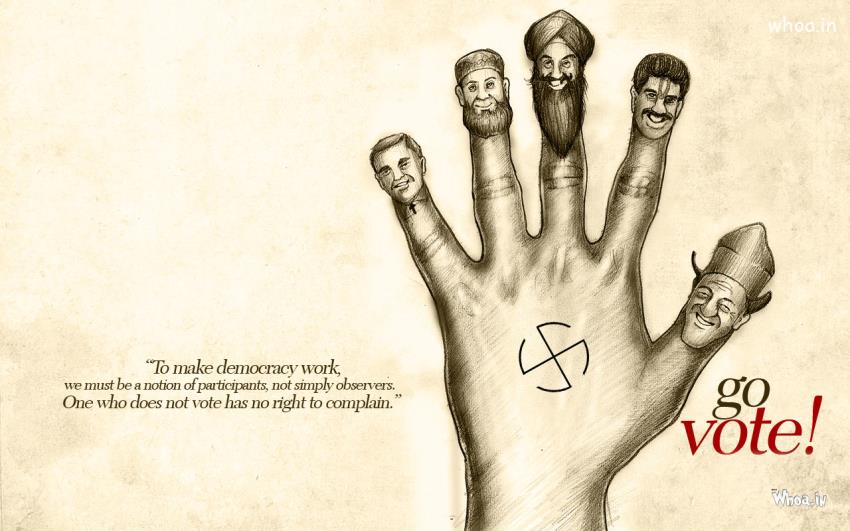 whoa.in
“To make democracy work,
we must be a notion of participants, not simply observers.
One who does not vote has no right to complain.”
go
vote!
Whoa.in